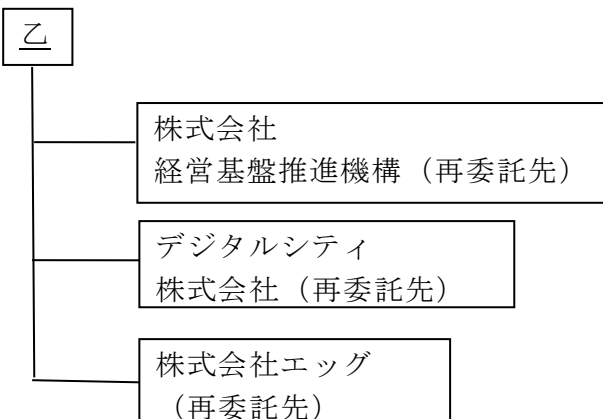 乙
株式会社
経営基盤推進機構（再委託先）
デジタルシティ
株式会社（再委託先）
株式会社エッグ
（再委託先）